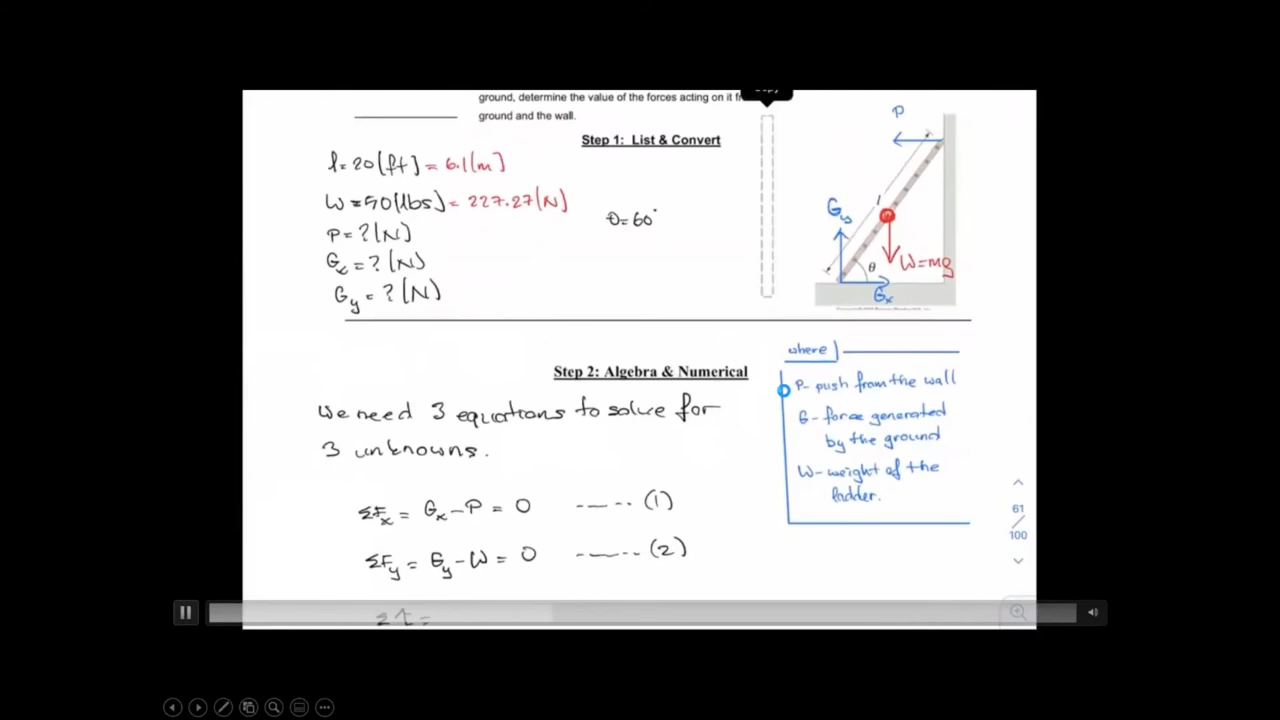 ground, determine the value of the forces acting on it
ground and the wall.
Step 1: List & Convert
l=20(ft) = 6.1(m)
W=50(lbs) = 227.27(N)
θ=60°
P=?(N)
Gx=?(N)
Gy=?(N)
P
l
Gy
θ
W=mg
Gx
where
P- push from the wall
G- force generated
by the ground
W- weight of the
ladder.
Step 2: Algebra & Numerical
We need 3 equations to solve for
3 unknowns.
ΣFx = Gx - P = 0 ------- (1)
ΣFy = Gy - W = 0 ------- (2)
Στ =
61
/
100